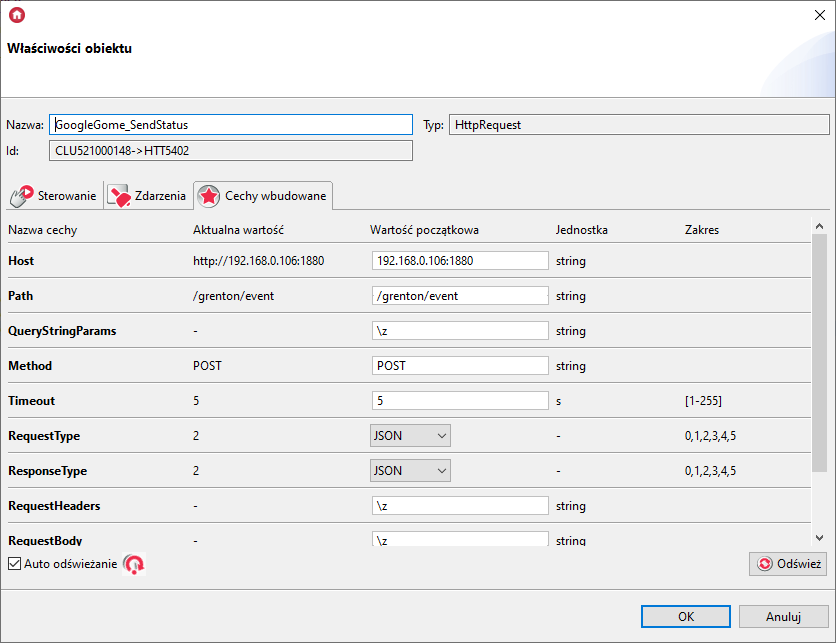 Właściwości obiektu
Nazwa: GoogleGome_SendStatus Typ: HttpRequest
Id: CLU521000148->HTT5402
Sterowanie Zdarzenia Cechy wbudowane
Nazwa cechy Aktualna wartość Wartość początkowa Jednostka Zakres
Host http://192.168.0.106:1880 192.168.0.106:1880 string
Path /grenton/event /grenton/event string
QueryStringParams - \z string
Method POST POST string
Timeout 5 5 s [1-255]
RequestType 2 JSON - 0,1,2,3,4,5
ResponseType 2 JSON - 0,1,2,3,4,5
RequestHeaders - \z string
RequestBody - \z string
Auto odświeżanie Odśwież
OK Anuluj